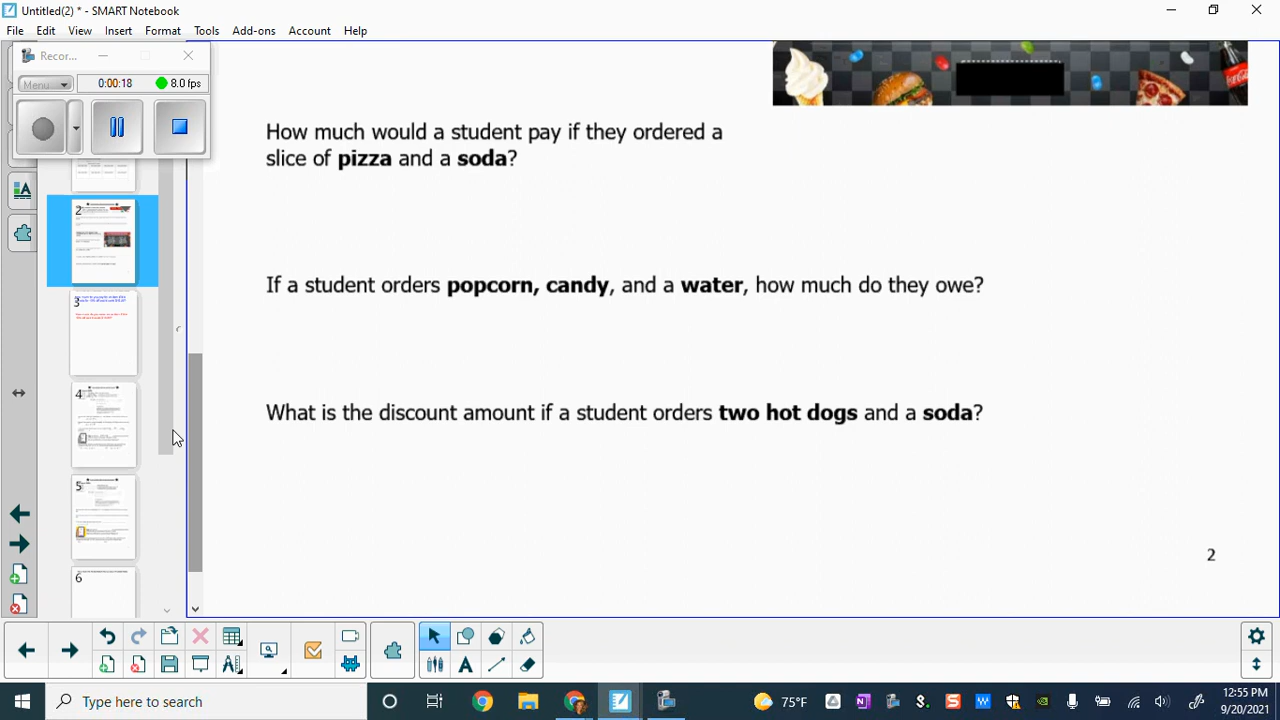 Untitled(2) * - SMART Notebook
File Edit View Insert Format Tools Add-ons Account Help
Recor...
Menu 0:00:18 8.0 fps
How much would a student pay if they ordered a
slice of pizza and a soda?
If a student orders popcorn, candy, and a water, how much do they owe?
What is the discount amount if a student orders two hot dogs and a soda?
2
2
3
4
5
6
Type here to search
75°F
12:55 PM
9/20/2021